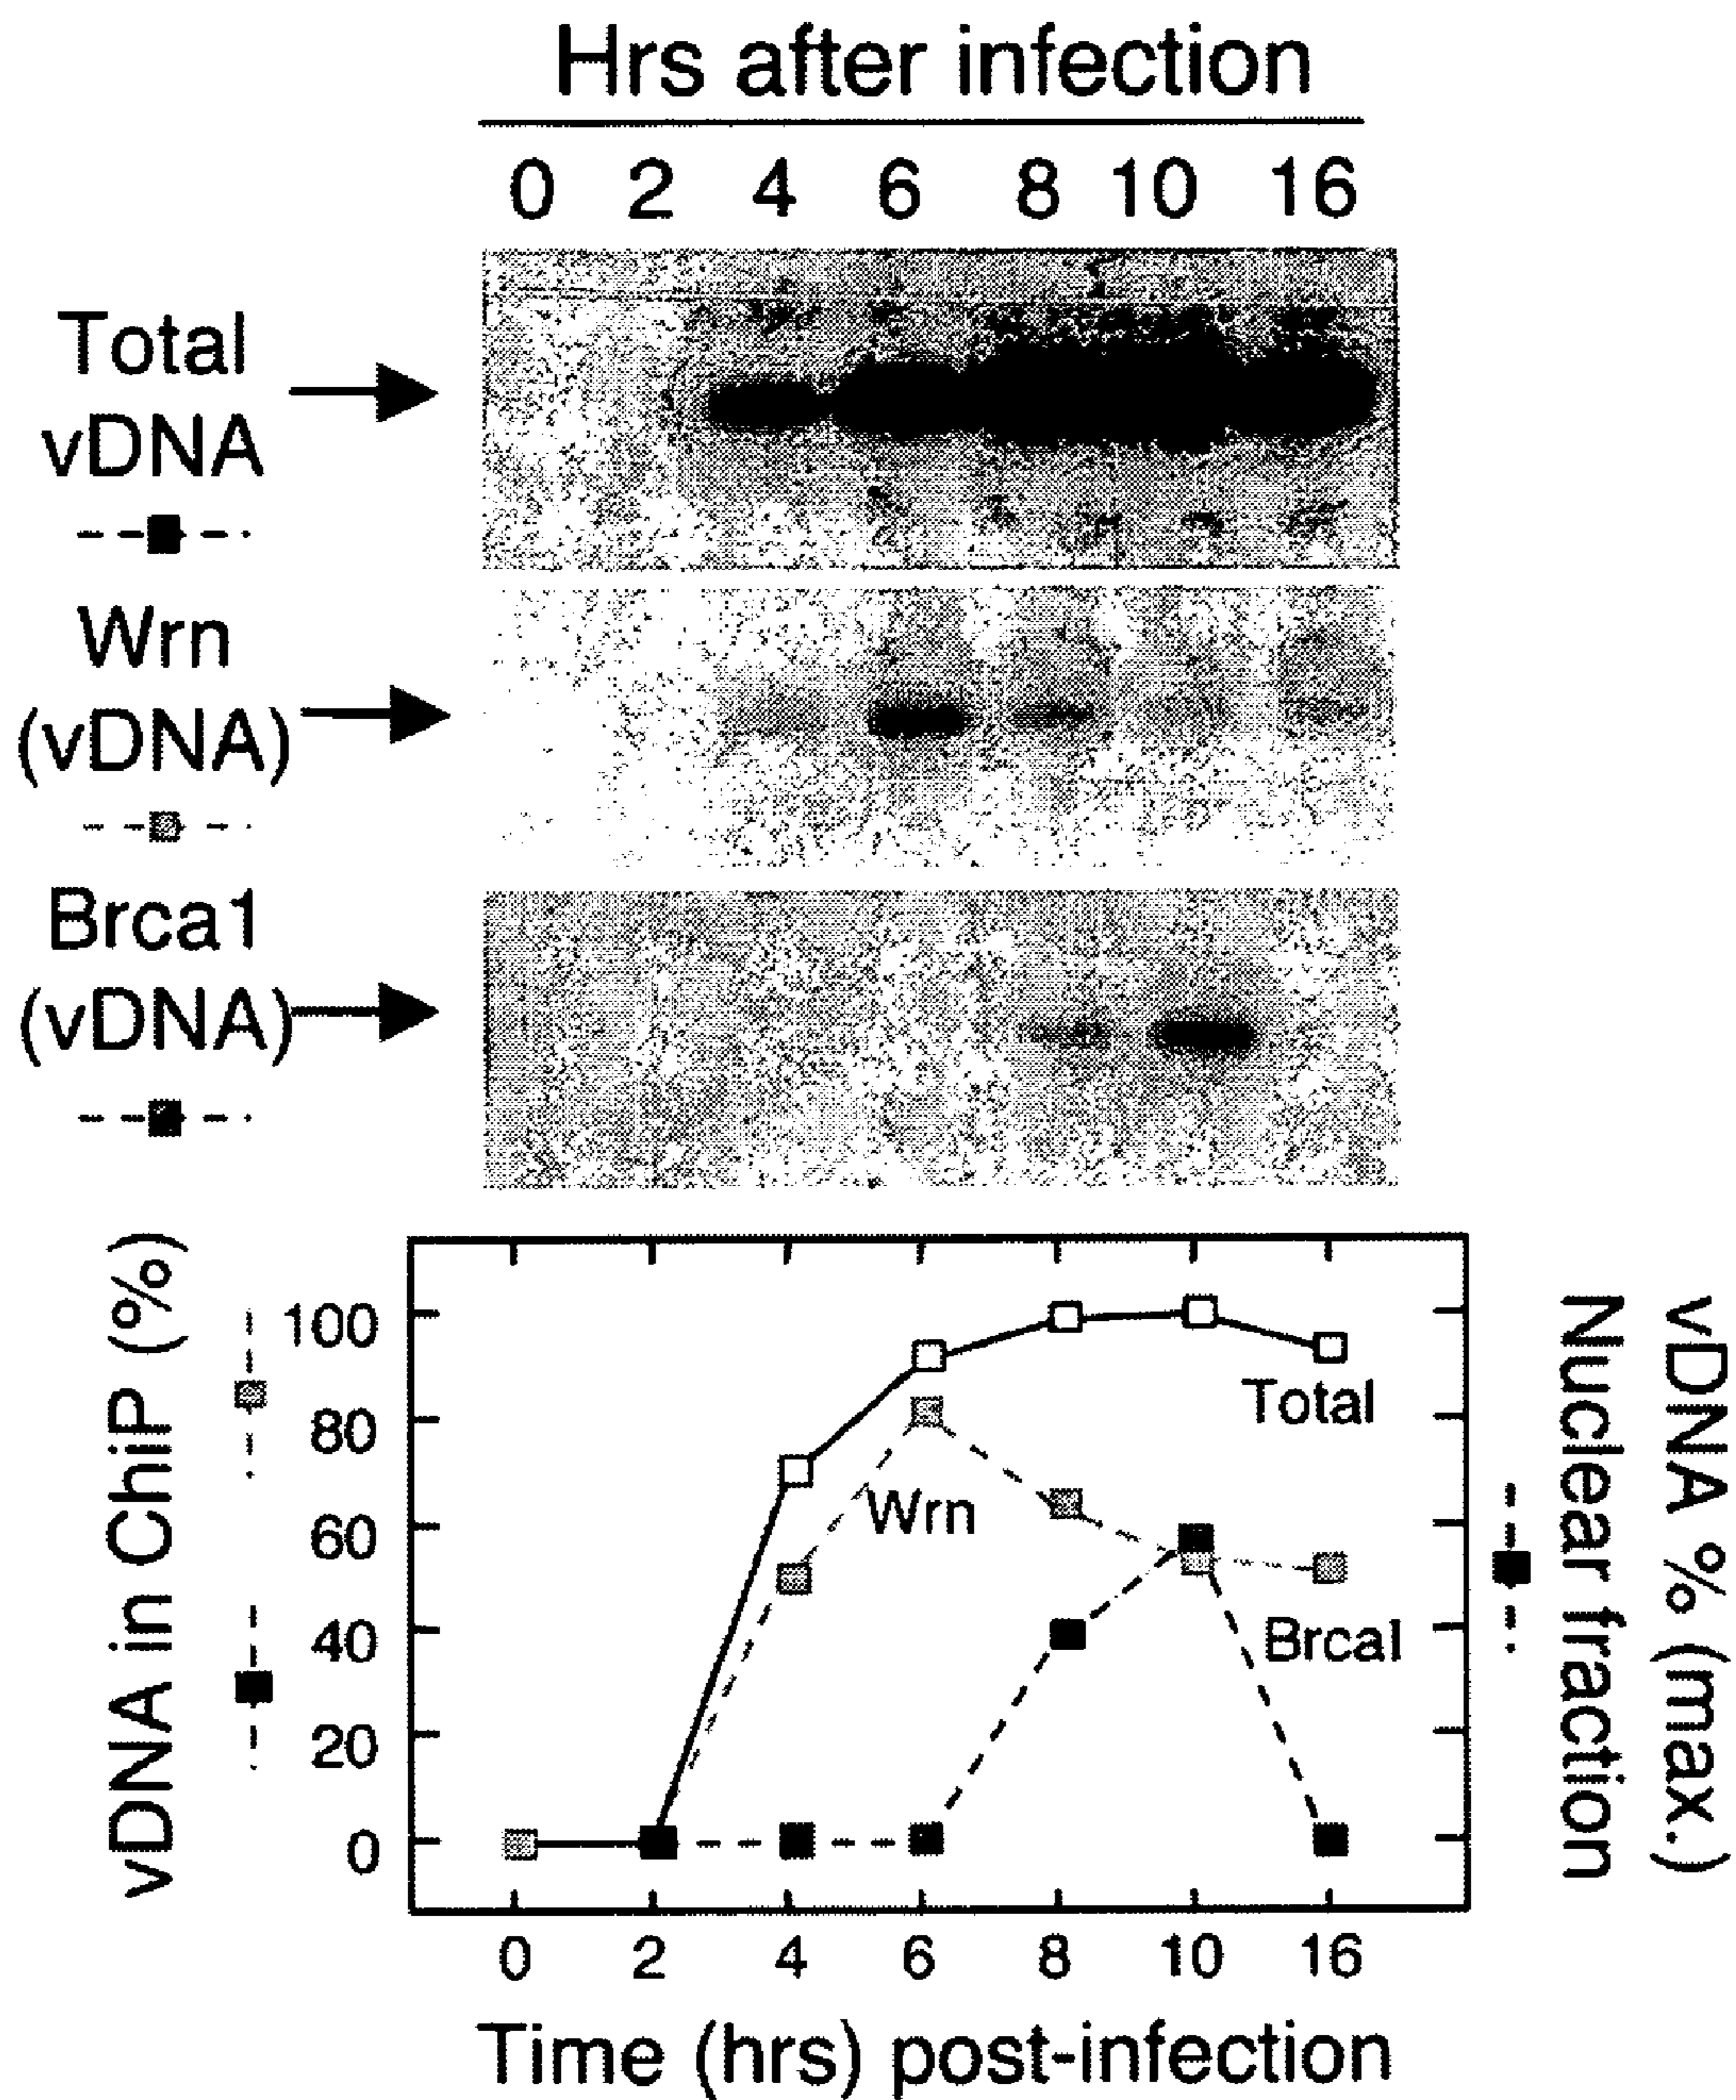 Hrs after infection
0 2 4 6 8 10 16
Total
vDNA
Wrn
(vDNA)
Brca1
(vDNA)
vDNA in ChiP (%)
100
80
60
40
20
0
Total
Wrn
Brca1
vDNA % (max.)
Nuclear fraction
0 2 4 6 8 10 16
Time (hrs) post-infection